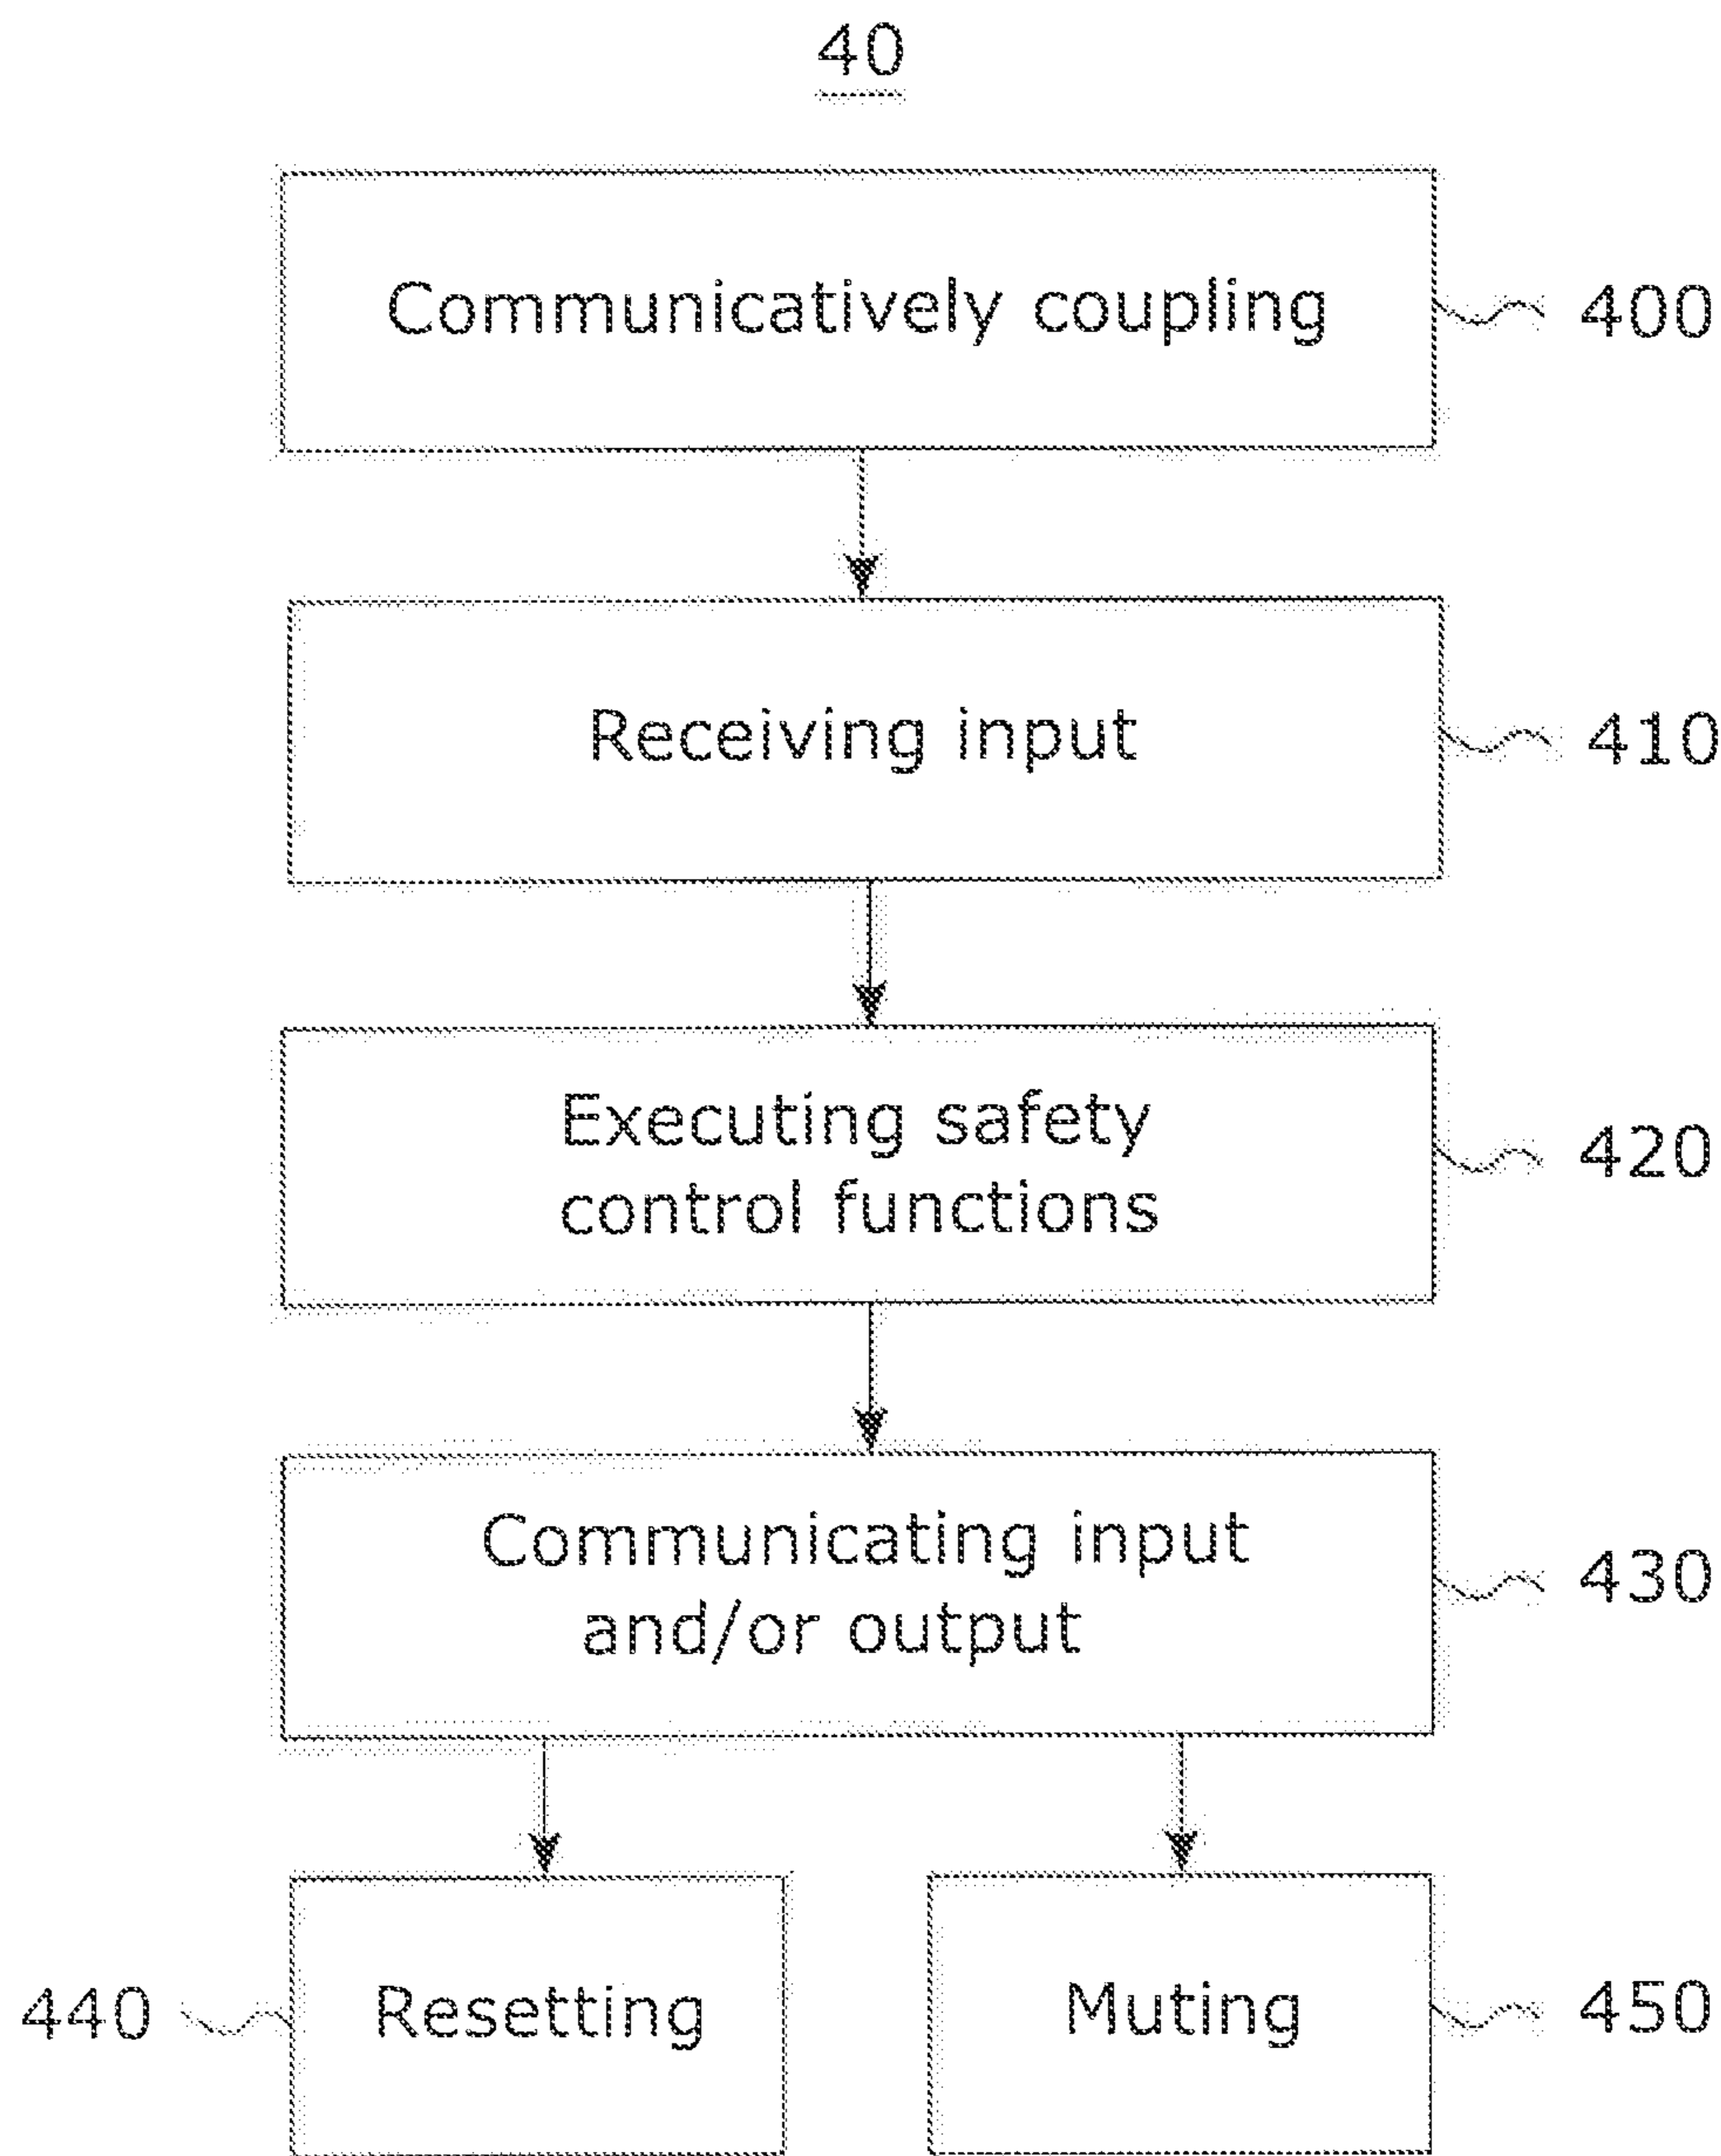 40
Communicatively coupling
400
Receiving input
410
Executing safety
control functions
420
Communicating input
and/or output
430
440
Resetting
Muting
450